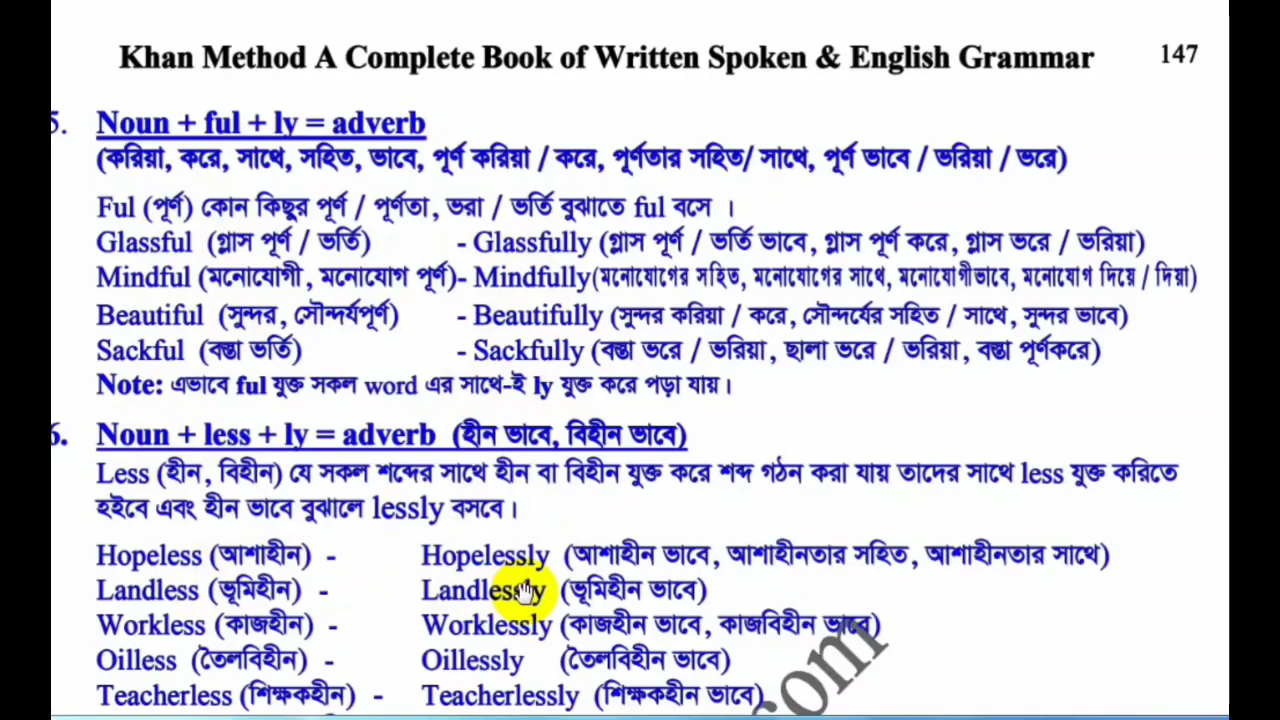 Khan Method A Complete Book of Written Spoken & English Grammar 147
5. Noun + ful + ly = adverb
(করিয়া, করে, সাথে, সহিত, ভাবে, পূর্ণ করিয়া / করে, পূর্ণতার সহিত/ সাথে, পূর্ণ ভাবে / ভরিয়া / ভরে)
Ful (পূর্ণ) কোন কিছুর পূর্ণ / পূর্ণতা, ভরা / ভর্তি বুঝাতে ful বসে ।
Glassful (গ্লাস পূর্ণ / ভর্তি) - Glassfully (গ্লাস পূর্ণ / ভর্তি ভাবে, গ্লাস পূর্ণ করে, গ্লাস ভরে / ভরিয়া)
Mindful (মনোযোগী, মনোযোগ পূর্ণ)- Mindfully(মনোযোগের সহিত, মনোযোগের সাথে, মনোযোগীভাবে, মনোযোগ দিয়ে / দিয়া)
Beautiful (সুন্দর, সৌন্দর্যপূর্ণ) - Beautifully (সুন্দর করিয়া / করে, সৌন্দর্যের সহিত / সাথে, সুন্দর ভাবে)
Sackful (বস্তা ভর্তি) - Sackfully (বস্তা ভরে / ভরিয়া, ছালা ভরে / ভরিয়া, বস্তা পূর্ণকরে)
Note: এভাবে ful যুক্ত সকল word এর সাথে-ই ly যুক্ত করে পড়া যায়।
6. Noun + less + ly = adverb (হীন ভাবে, বিহীন ভাবে)
Less (হীন, বিহীন) যে সকল শব্দের সাথে হীন বা বিহীন যুক্ত করে শব্দ গঠন করা যায় তাদের সাথে less যুক্ত করিতে
হইবে এবং হীন ভাবে বুঝালে lessly বসবে।
Hopeless (আশাহীন) - Hopelessly (আশাহীন ভাবে, আশাহীনতার সহিত, আশাহীনতার সাথে)
Landless (ভূমিহীন) - Landlessly (ভূমিহীন ভাবে)
Workless (কাজহীন) - Worklessly (কাজহীন ভাবে, কাজবিহীন ভাবে)
Oilless (তৈলবিহীন) - Oillessly (তৈলবিহীন ভাবে)
Teacherless (শিক্ষকহীন) - Teacherlessly (শিক্ষকহীন ভাবে)
com